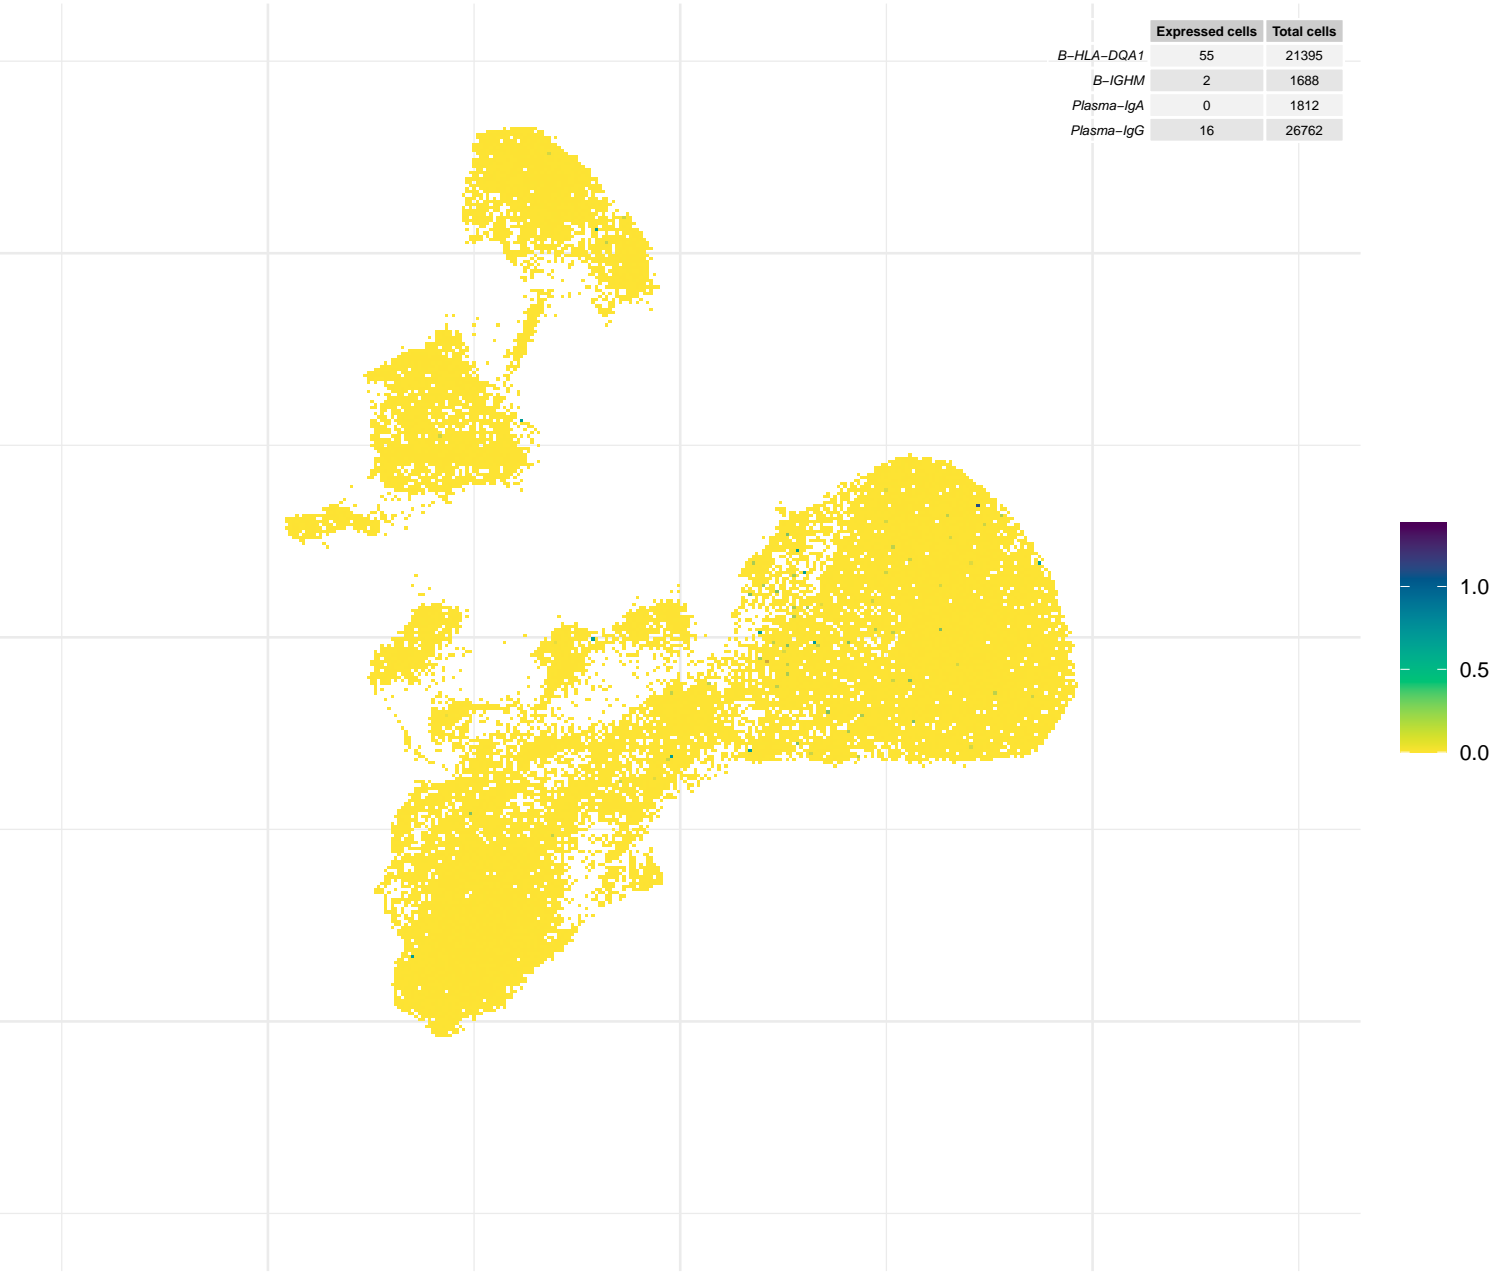 Expressed cells Total cells
B−HLA−DQA1 55 21395
B−IGHM 2 1688
Plasma−IgA 0 1812
Plasma−IgG 16 26762
1.0
0.5
0.0